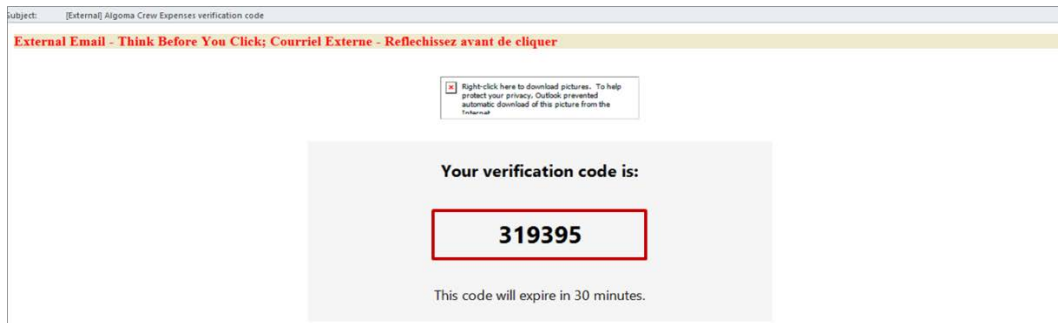 Subject: [External] Algoma Crew Expenses verification code
External Email - Think Before You Click; Courriel Externe - Reflechissez avant de cliquer
Right-click here to download pictures. To help
protect your privacy, Outlook prevented
automatic download of this picture from the
Internet
Your verification code is:
319395
This code will expire in 30 minutes.